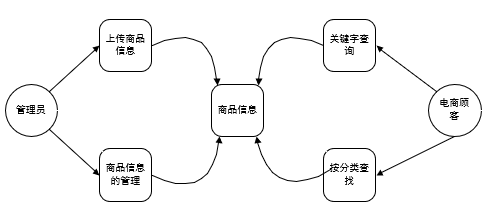 上传商品
信息
关键字查
询
管理员
商品信息
电商顾
客
商品信息
的管理
按分类查
找